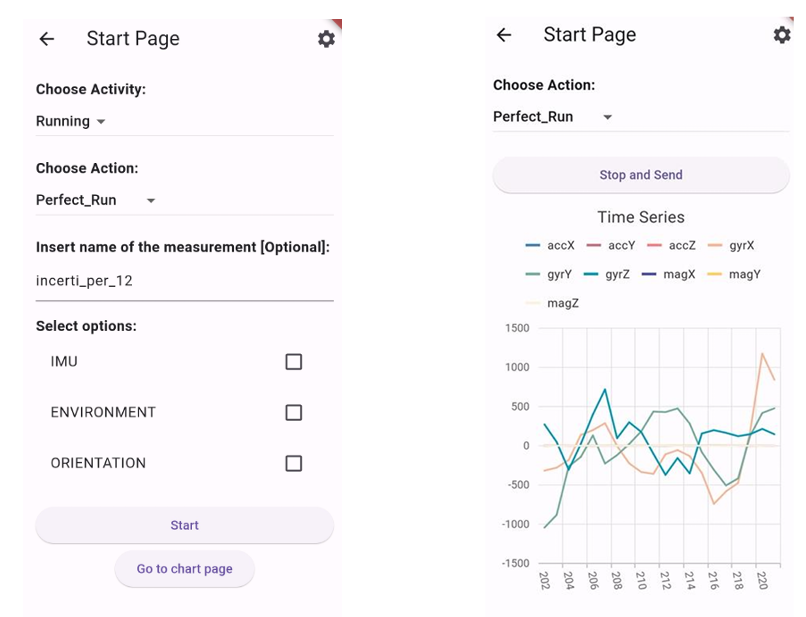 Start Page
Choose Activity:
Running
Choose Action:
Perfect_Run
Insert name of the measurement [Optional]:
incerti_per_12
Select options:
IMU
ENVIRONMENT
ORIENTATION
Start
Go to chart page
Start Page
Choose Action:
Perfect_Run
Stop and Send
Time Series
accX accY accZ gyrX
gyrY gyrZ magX magY
magZ
1500
1000
500
0
-500
-1000
-1500
202 204 206 208 210 212 214 216 218 220